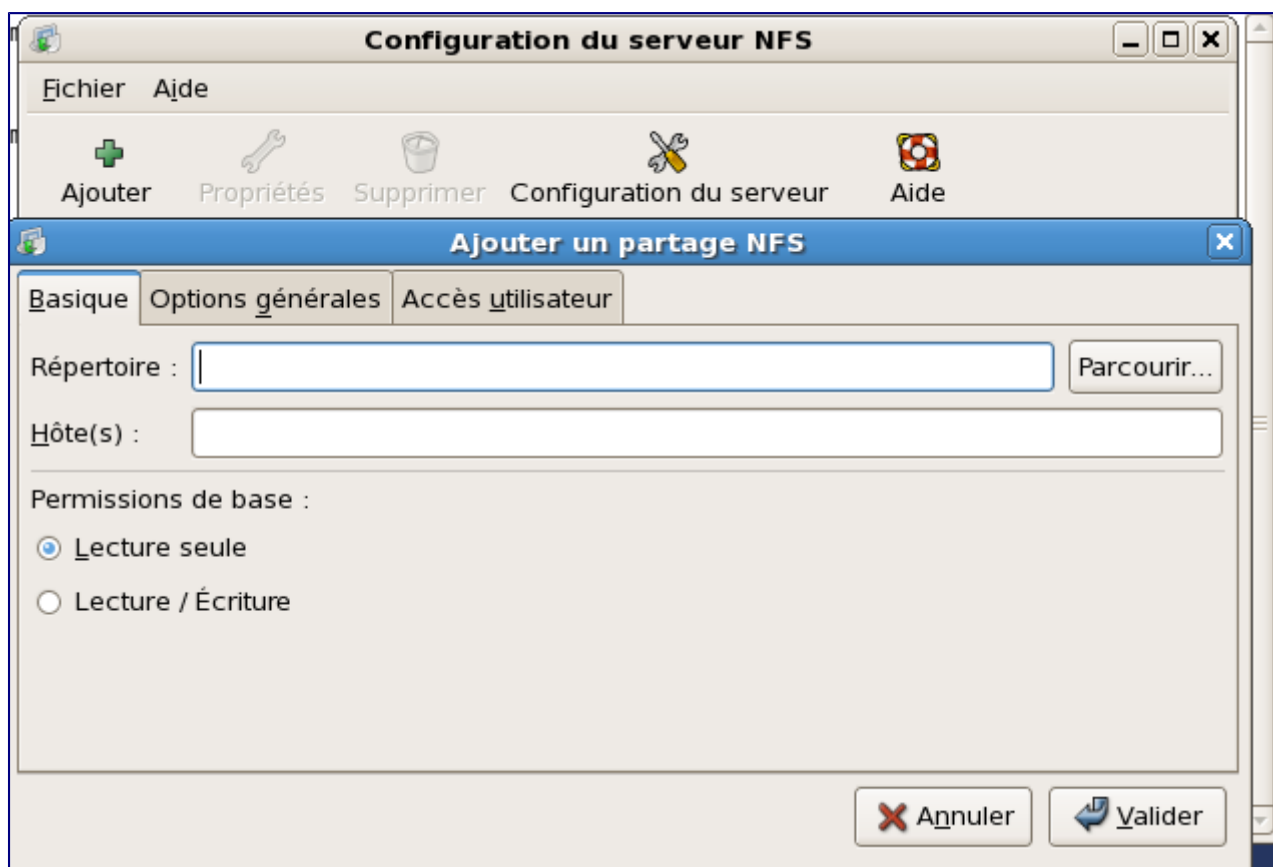 Configuration du serveur NFS
Fichier Aide
Ajouter Propriétés Supprimer Configuration du serveur Aide
Ajouter un partage NFS
Basique Options générales Accès utilisateur
Répertoire : Parcourir...
Hôte(s) :
Permissions de base :
Lecture seule
Lecture / Écriture
Annuler Valider